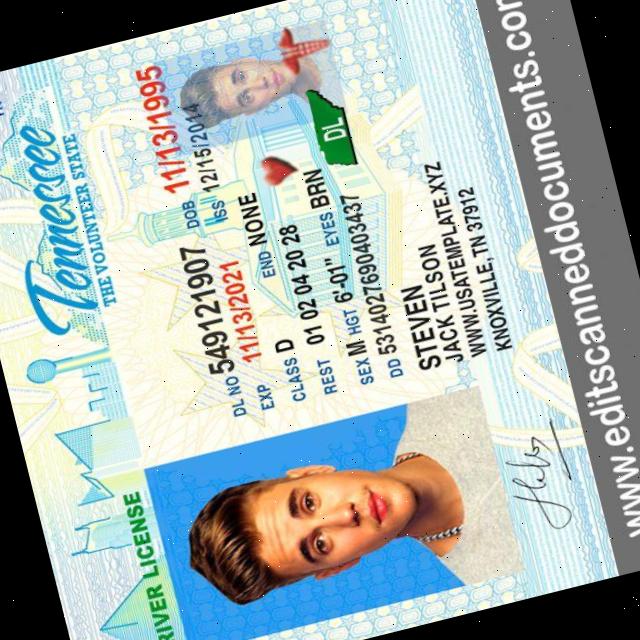 Tennessee
THE VOLUNTEER STATE
RIVER LICENSE
DL NO 549121907 DOB 11/13/1995
EXP 11/13/2021 ISS 12/15/2014
CLASS D END NONE
REST 01 02 04 20 28
SEX M HGT 6'-01" EYES BRN
DD 5314027690403437
DL
STEVEN
JACK TILSON
WWW.USATEMPLATE.XYZ
KNOXVILLE, TN 37912
www.editscanneddocuments.com